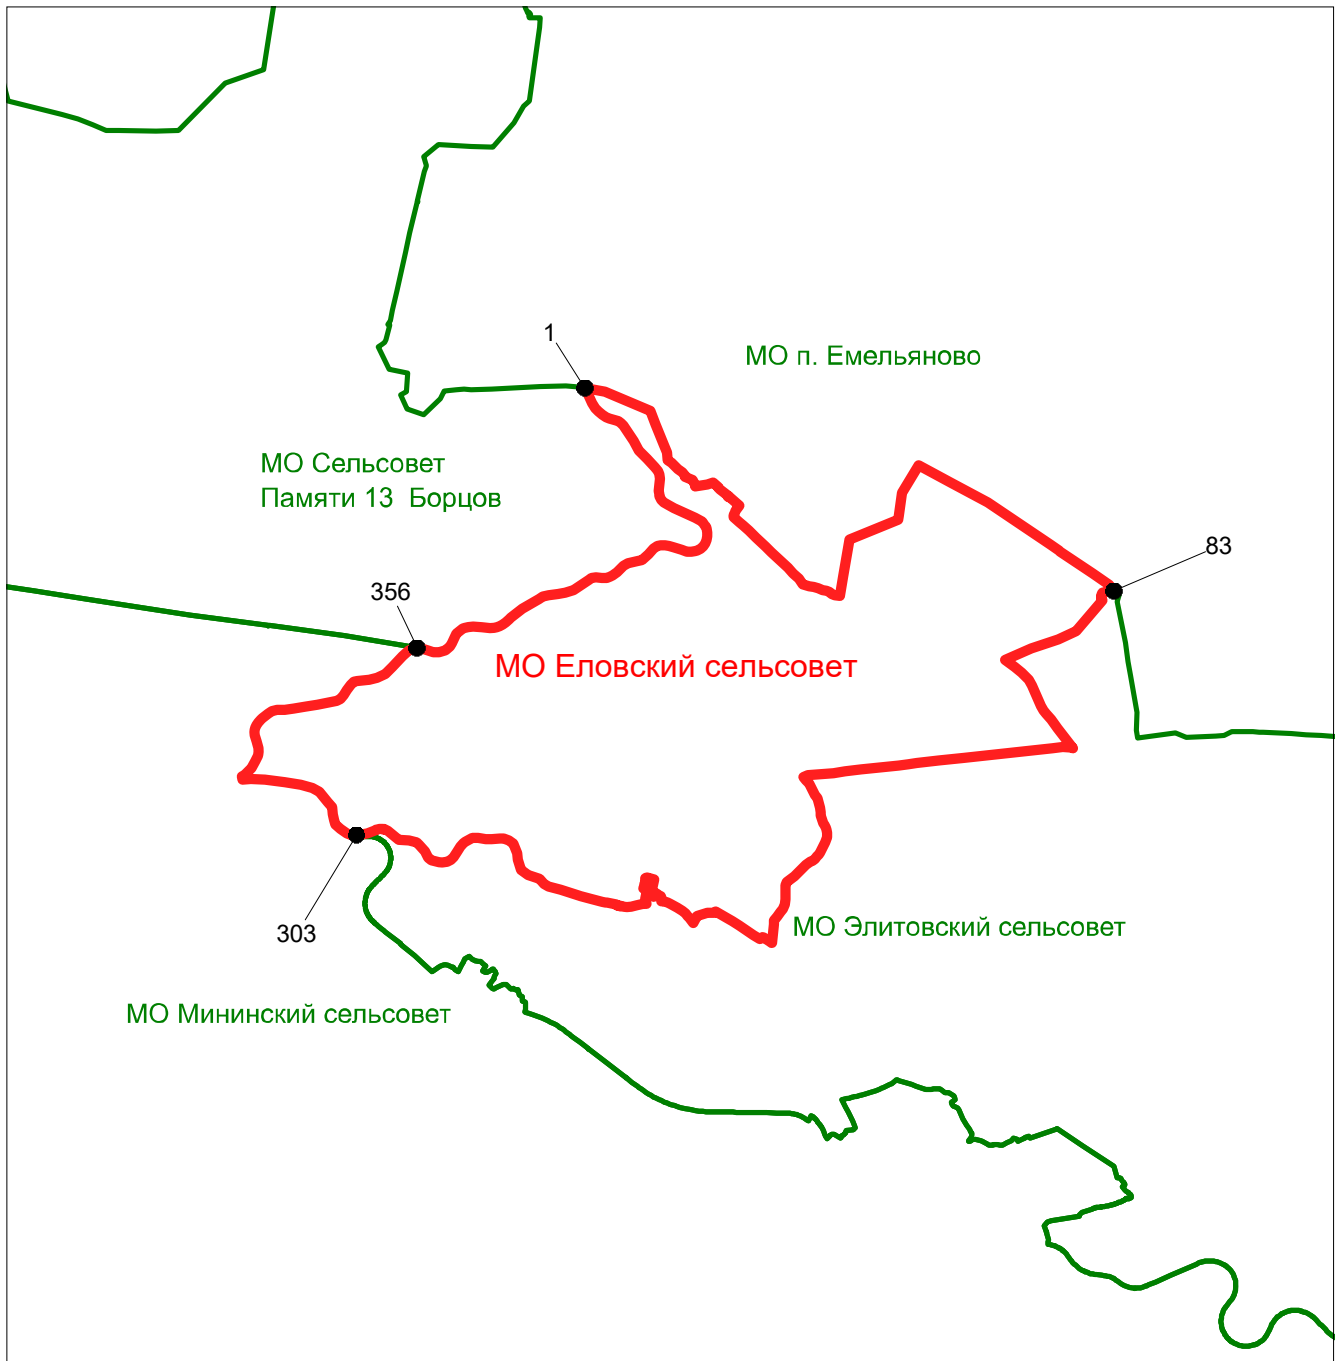 1
МО п. Емельяново
МО Сельсовет
Памяти 13 Борцов
83
356
МО Еловский сельсовет
303
МО Элитовский сельсовет
МО Мининский сельсовет